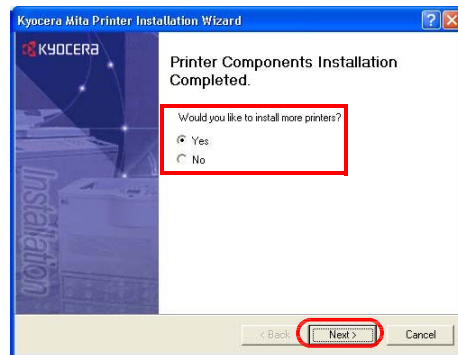 Kyocera Mita Printer Installation Wizard
KYOCERA
Printer Components Installation
Completed.
Would you like to install more printers?
Yes
No
Installation
< Back
Next >
Cancel